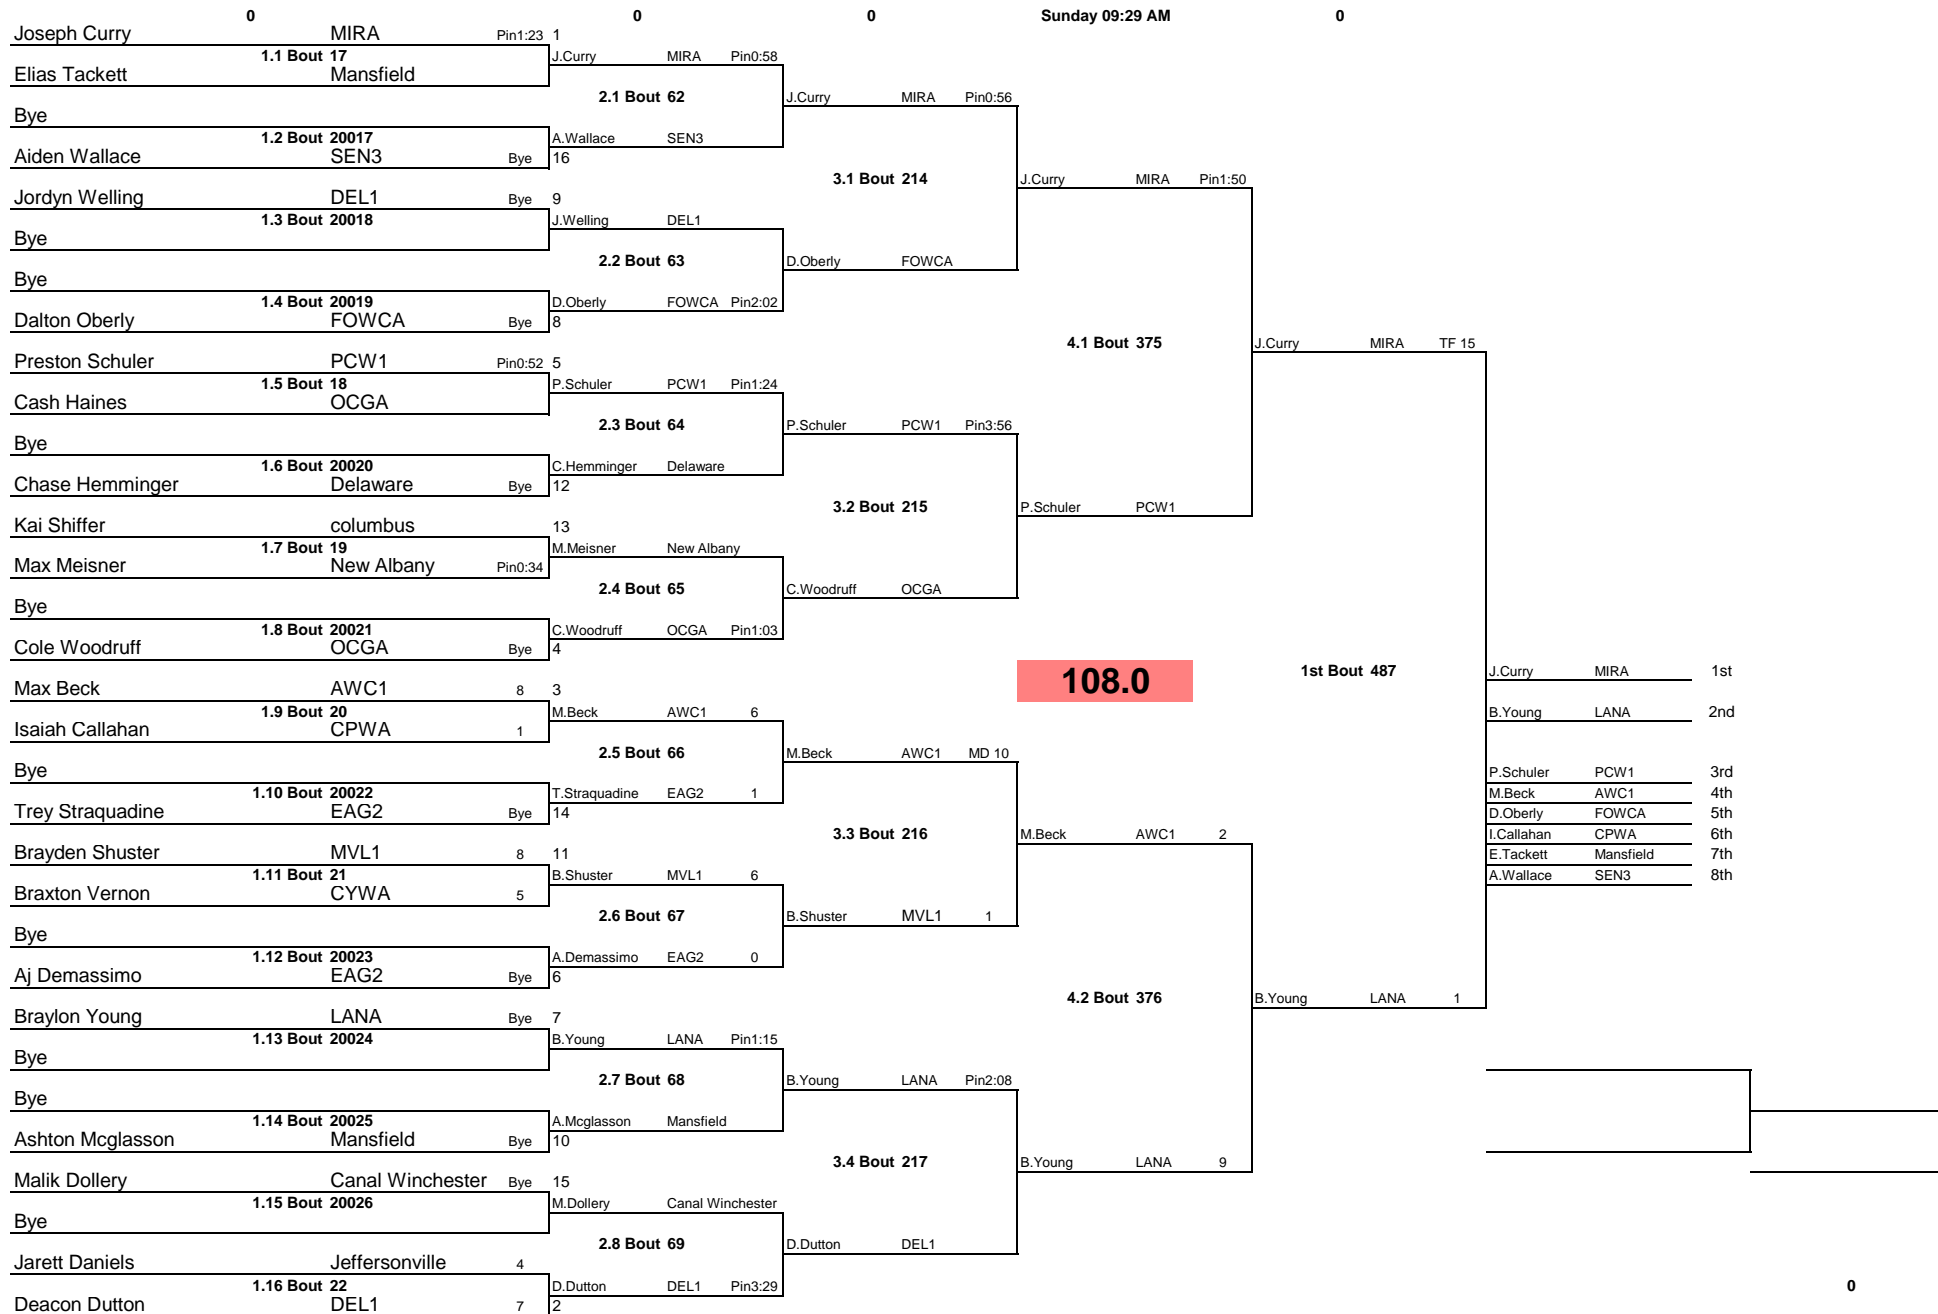 0 0 0 Sunday 09:29 AM 0
Joseph Curry MIRA Pin1:23 1
1.1 Bout 17 J.Curry MIRA Pin0:58
Elias Tackett Mansfield
2.1 Bout 62 J.Curry MIRA Pin0:56
Bye
1.2 Bout 20017 A.Wallace SEN3
Aiden Wallace SEN3 Bye 16
3.1 Bout 214 J.Curry MIRA Pin1:50
Jordyn Welling DEL1 Bye 9
1.3 Bout 20018 J.Welling DEL1
Bye
2.2 Bout 63 D.Oberly FOWCA
Bye
1.4 Bout 20019 D.Oberly FOWCA Pin2:02
Dalton Oberly FOWCA Bye 8
4.1 Bout 375 J.Curry MIRA TF 15
Preston Schuler PCW1 Pin0:52 5
1.5 Bout 18 P.Schuler PCW1 Pin1:24
Cash Haines OCGA
2.3 Bout 64 P.Schuler PCW1 Pin3:56
Bye
1.6 Bout 20020 C.Hemminger Delaware
Chase Hemminger Delaware Bye 12
3.2 Bout 215 P.Schuler PCW1
Kai Shiffer columbus 13
1.7 Bout 19 M.Meisner New Albany
Max Meisner New Albany Pin0:34
2.4 Bout 65 C.Woodruff OCGA
Bye
1.8 Bout 20021 C.Woodruff OCGA Pin1:03
Cole Woodruff OCGA Bye 4
108.0 1st Bout 487 J.Curry MIRA 1st
Max Beck AWC1 8 3
1.9 Bout 20 M.Beck AWC1 6 B.Young LANA 2nd
Isaiah Callahan CPWA 1
2.5 Bout 66 M.Beck AWC1 MD 10
Bye P.Schuler PCW1 3rd
1.10 Bout 20022 T.Straquadine EAG2 1 M.Beck AWC1 4th
Trey Straquadine EAG2 Bye 14 D.Oberly FOWCA 5th
3.3 Bout 216 M.Beck AWC1 2 I.Callahan CPWA 6th
Brayden Shuster MVL1 8 11 E.Tackett Mansfield 7th
1.11 Bout 21 B.Shuster MVL1 6 A.Wallace SEN3 8th
Braxton Vernon CYWA 5
2.6 Bout 67 B.Shuster MVL1 1
Bye
1.12 Bout 20023 A.Demassimo EAG2 0
Aj Demassimo EAG2 Bye 6
4.2 Bout 376 B.Young LANA 1
Braylon Young LANA Bye 7
1.13 Bout 20024 B.Young LANA Pin1:15
Bye
2.7 Bout 68 B.Young LANA Pin2:08
Bye
1.14 Bout 20025 A.Mcglasson Mansfield
Ashton Mcglasson Mansfield Bye 10
3.4 Bout 217 B.Young LANA 9
Malik Dollery Canal Winchester Bye 15
1.15 Bout 20026 M.Dollery Canal Winchester
Bye
2.8 Bout 69 D.Dutton DEL1
Jarett Daniels Jeffersonville 4
1.16 Bout 22 D.Dutton DEL1 Pin3:29 0
Deacon Dutton DEL1 7 2